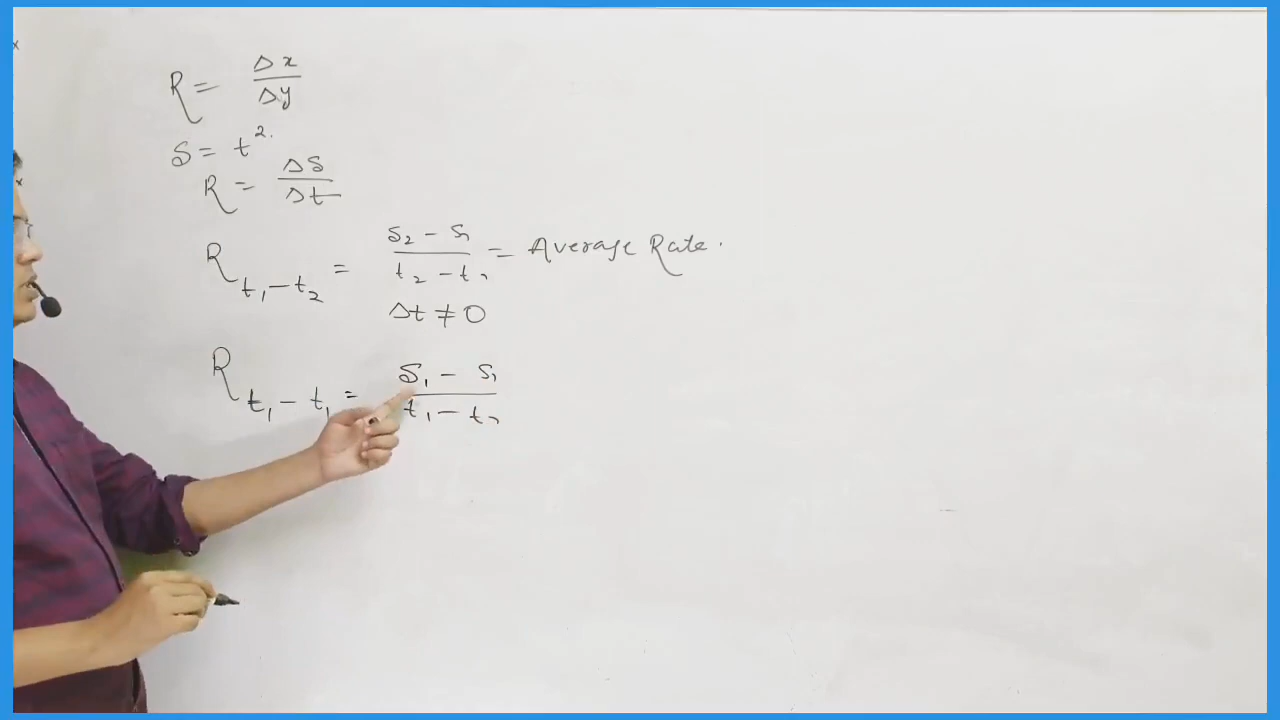 R = Δx/Δy
S = t².
R = ΔS/Δt
R t₁-t₂ = S₂ - S₁ / t₂ - t₁ = Average Rate.
Δt ≠ 0
R t₁ - t₁ = S₁ - S₁ / t₁ - t₁